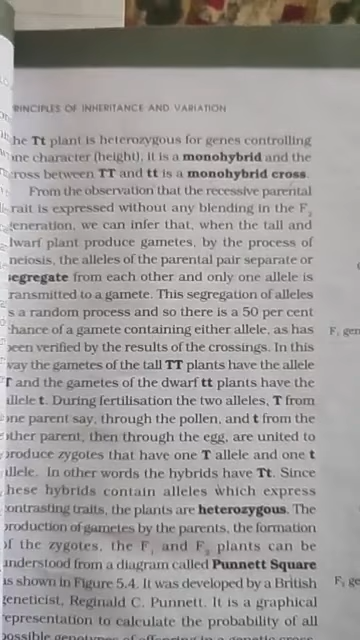 RINCIPLES OF INHERITANCE AND VARIATION
he Tt plant is heterozygous for genes controlling
one character (height), it is a monohybrid and the
cross between TT and tt is a monohybrid cross.
From the observation that the recessive parental
rait is expressed without any blending in the F2
generation, we can infer that, when the tall and
dwarf plant produce gametes, by the process of
meiosis, the alleles of the parental pair separate or
segregate from each other and only one allele is
transmitted to a gamete. This segregation of alleles
s a random process and so there is a 50 per cent
chance of a gamete containing either allele, as has
been verified by the results of the crossings. In this
way the gametes of the tall TT plants have the allele
T and the gametes of the dwarf tt plants have the
allele t. During fertilisation the two alleles, T from
one parent say, through the pollen, and t from the
other parent, then through the egg, are united to
produce zygotes that have one T allele and one t
allele. In other words the hybrids have Tt. Since
hese hybrids contain alleles which express
contrasting traits, the plants are heterozygous. The
production of gametes by the parents, the formation
of the zygotes, the F1 and F2 plants can be
understood from a diagram called Punnett Square
as shown in Figure 5.4. It was developed by a British
geneticist, Reginald C. Punnett. It is a graphical
representation to calculate the probability of all
possible genotypes of offspring in a genetic cross.
F1 gen
F2 ge